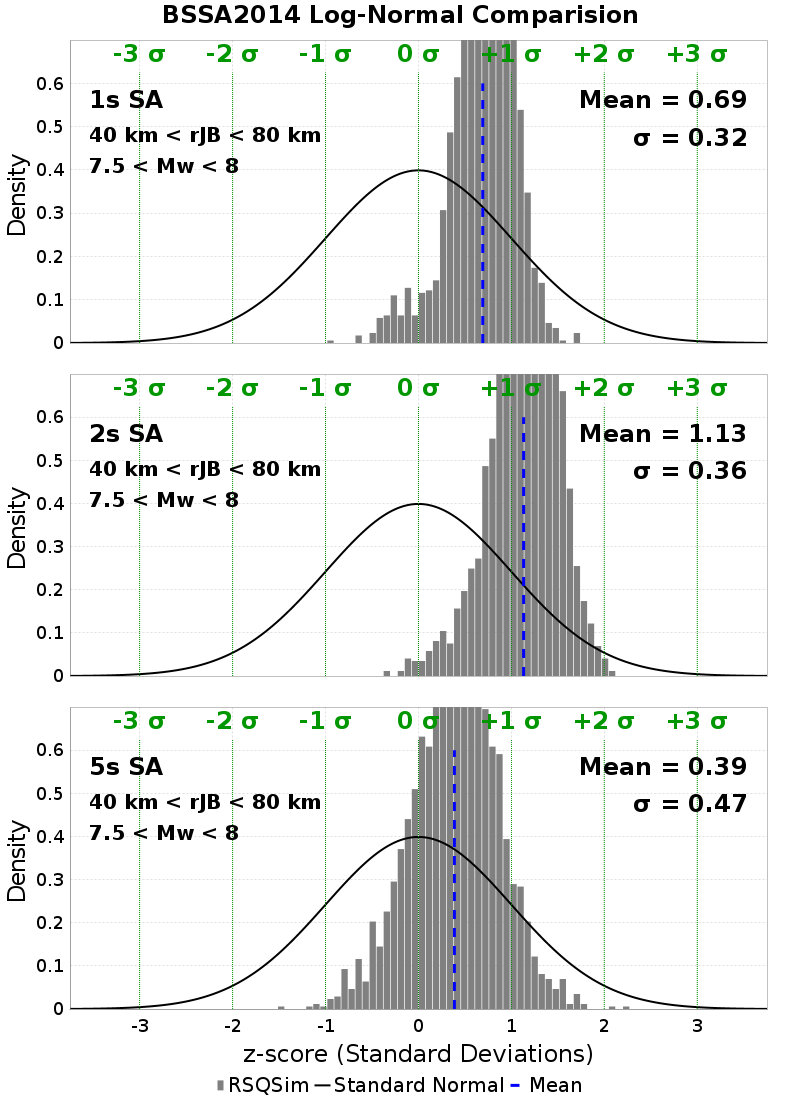 BSSA2014 Log-Normal Comparision
-3 σ -2 σ -1 σ 0 σ +1 σ +2 σ +3 σ
0.6
1s SA Mean = 0.69
0.5
40 km < rJB < 80 km σ = 0.32
7.5 < Mw < 8
0.4
0.3
0.2
0.1
0
Density
-3 σ -2 σ -1 σ 0 σ +1 σ +2 σ +3 σ
0.6
2s SA Mean = 1.13
0.5
40 km < rJB < 80 km σ = 0.36
7.5 < Mw < 8
0.4
0.3
0.2
0.1
0
Density
-3 σ -2 σ -1 σ 0 σ +1 σ +2 σ +3 σ
0.6
5s SA Mean = 0.39
0.5
40 km < rJB < 80 km σ = 0.47
7.5 < Mw < 8
0.4
0.3
0.2
0.1
0
Density
-3 -2 -1 0 1 2 3
z-score (Standard Deviations)
RSQSim Standard Normal Mean